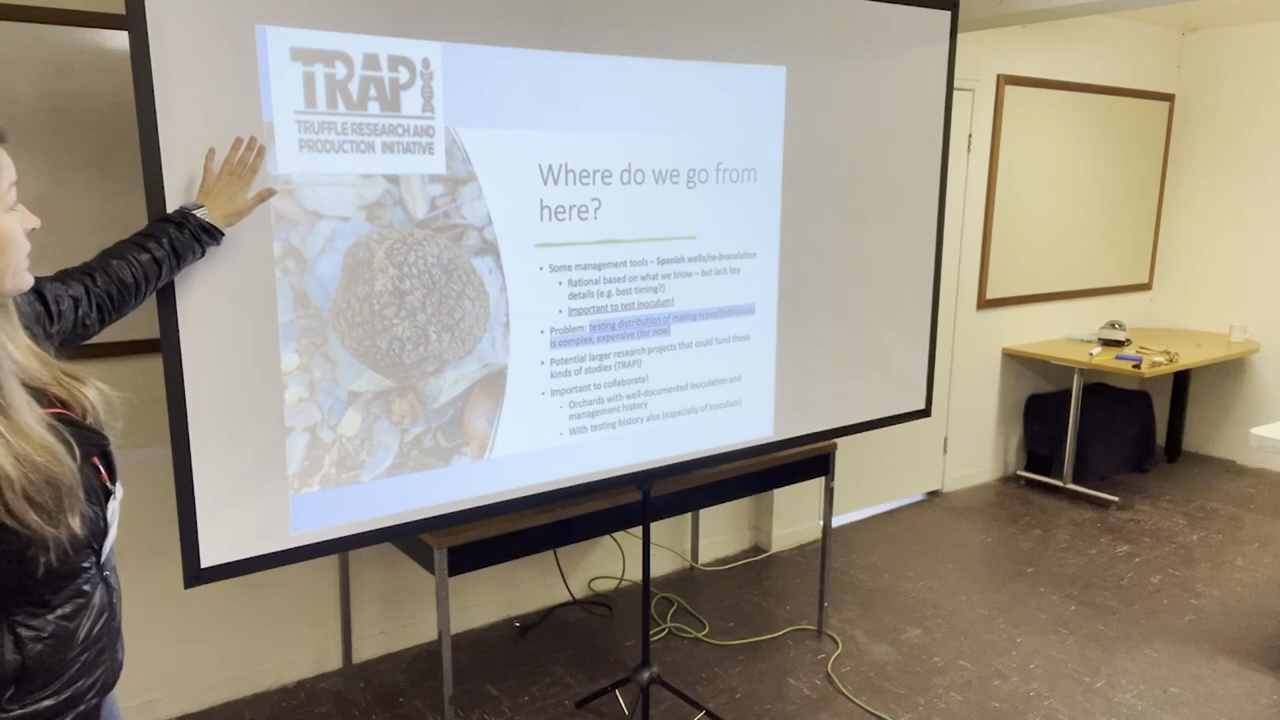 TRAPi
TRUFFLE RESEARCH AND
PRODUCTION INITIATIVE
Where do we go from
here?
• Some management tools – Spanish wells/re-inoculation
• Rational based on what we know – but lack key
details (e.g. best timing?)
• Important to test inoculum!
• Problem: testing distribution of mating types/individuals
is complex, expensive (for now)
• Potential larger research projects that could fund these
kinds of studies (TRAPI)
• Important to collaborate!
• Orchards with well-documented inoculation and
management history
• With testing history also (especially of inoculum)